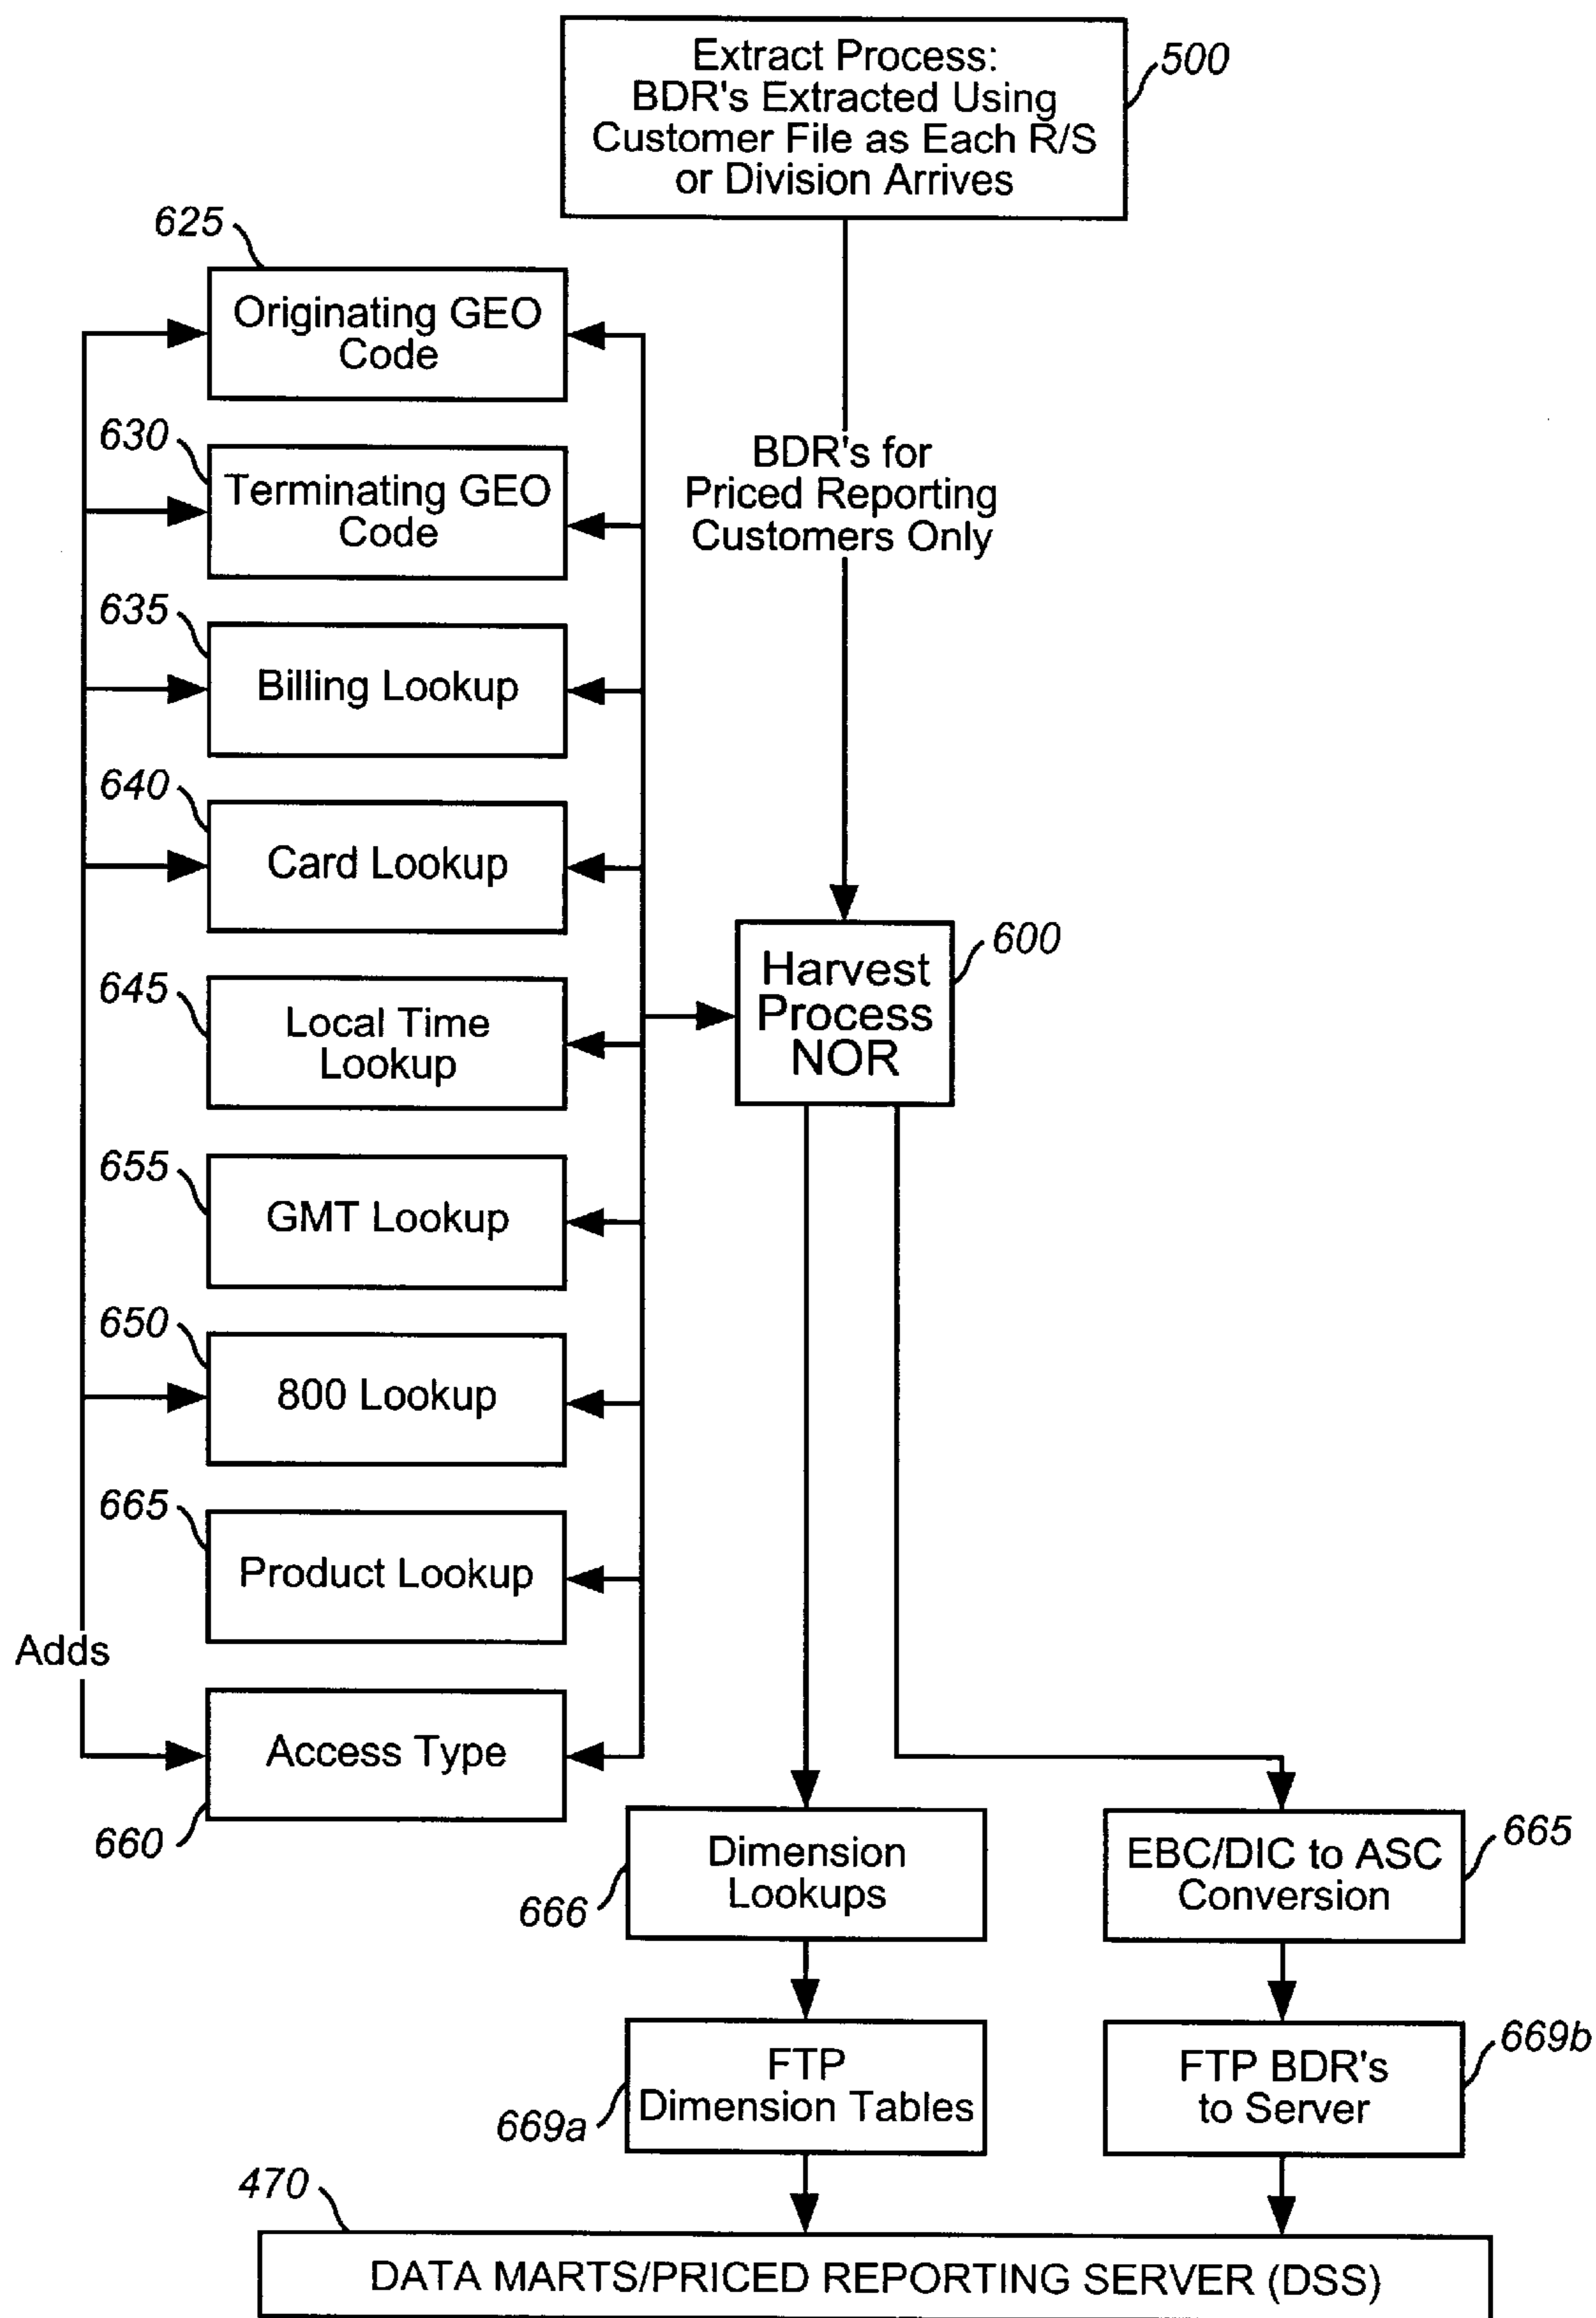 Extract Process:
BDR's Extracted Using
Customer File as Each R/S
or Division Arrives
500
625
Originating GEO
Code
630
Terminating GEO
Code
BDR's for
Priced Reporting
Customers Only
635
Billing Lookup
640
Card Lookup
600
Harvest
Process
NOR
645
Local Time
Lookup
655
GMT Lookup
650
800 Lookup
665
Product Lookup
Adds
Access Type
660
Dimension
Lookups
666
EBC/DIC to ASC
Conversion
665
FTP
Dimension Tables
669a
FTP BDR's
to Server
669b
470
DATA MARTS/PRICED REPORTING SERVER (DSS)